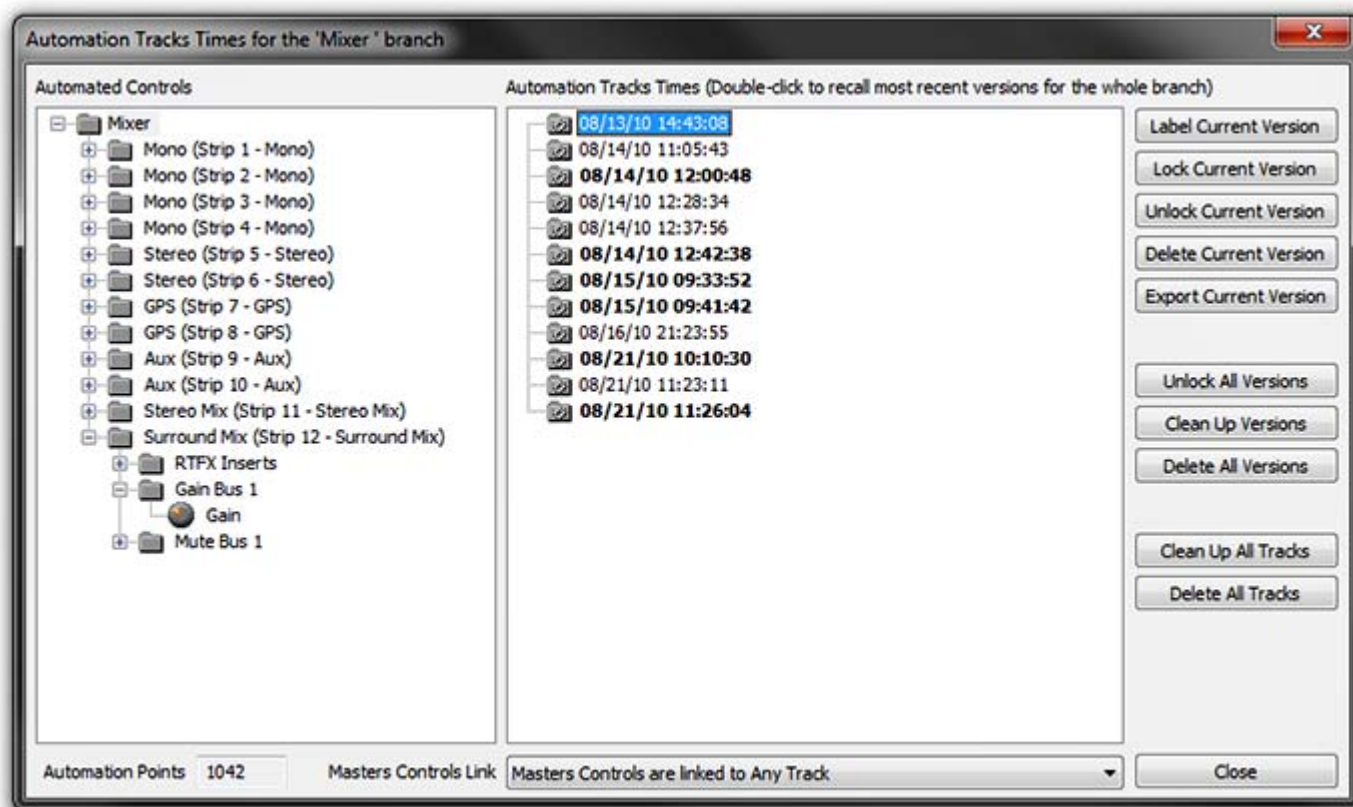 Automation Tracks Times for the 'Mixer ' branch
Automated Controls
Mixer
Mono (Strip 1 - Mono)
Mono (Strip 2 - Mono)
Mono (Strip 3 - Mono)
Mono (Strip 4 - Mono)
Stereo (Strip 5 - Stereo)
Stereo (Strip 6 - Stereo)
GPS (Strip 7 - GPS)
GPS (Strip 8 - GPS)
Aux (Strip 9 - Aux)
Aux (Strip 10 - Aux)
Stereo Mix (Strip 11 - Stereo Mix)
Surround Mix (Strip 12 - Surround Mix)
RTFX Inserts
Gain Bus 1
Gain
Mute Bus 1
Automation Tracks Times (Double-click to recall most recent versions for the whole branch)
08/13/10 14:43:08
08/14/10 11:05:43
08/14/10 12:00:48
08/14/10 12:28:34
08/14/10 12:37:56
08/14/10 12:42:38
08/15/10 09:33:52
08/15/10 09:41:42
08/16/10 21:23:55
08/21/10 10:10:30
08/21/10 11:23:11
08/21/10 11:26:04
Label Current Version
Lock Current Version
Unlock Current Version
Delete Current Version
Export Current Version
Unlock All Versions
Clean Up Versions
Delete All Versions
Clean Up All Tracks
Delete All Tracks
Automation Points 1042
Masters Controls Link Masters Controls are linked to Any Track
Close